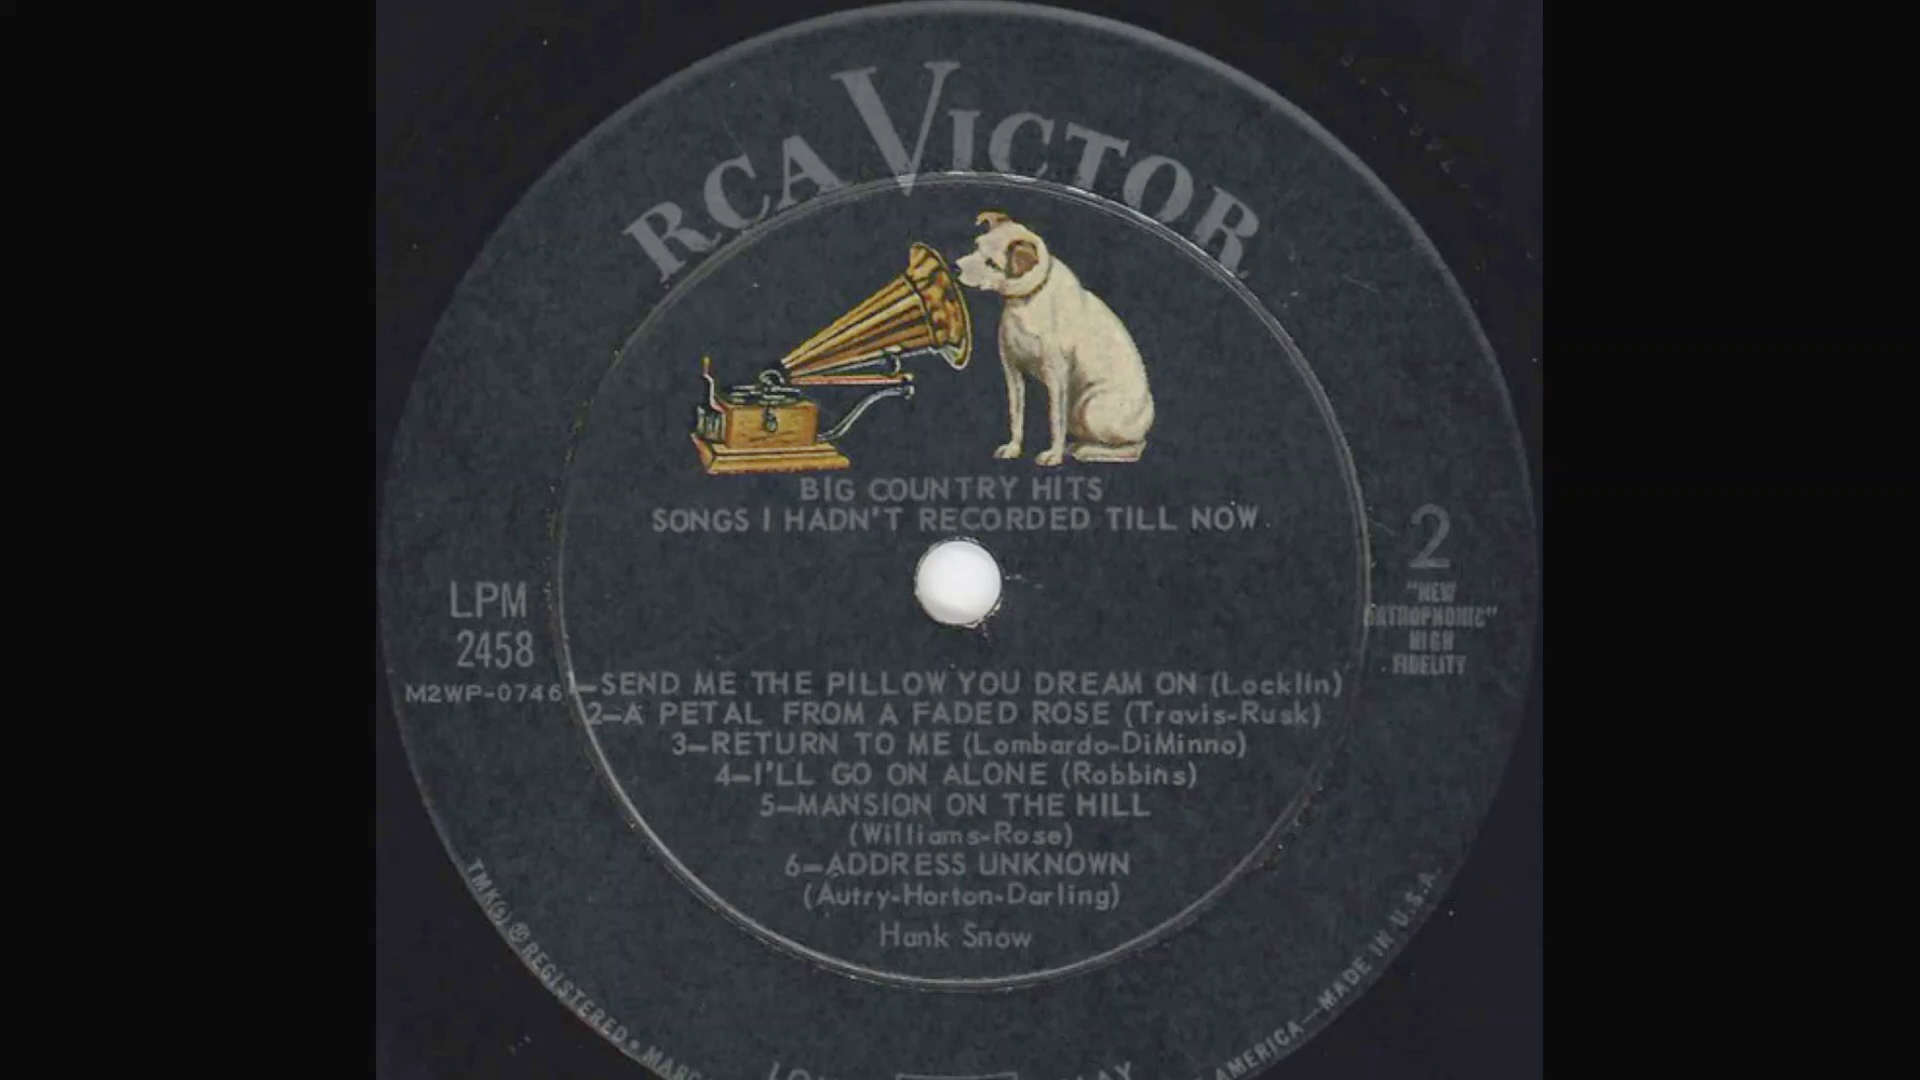 RCA VICTOR
BIG COUNTRY HITS
SONGS I HADN'T RECORDED TILL NOW
2
"NEW
ORTHOPHONIC"
HIGH
FIDELITY
LPM
2458
M2WP-0746
1—SEND ME THE PILLOW YOU DREAM ON (Locklin)
2—A PETAL FROM A FADED ROSE (Travis-Rusk)
3—RETURN TO ME (Lombardo-DiMinno)
4—I'LL GO ON ALONE (Robbins)
5—MANSION ON THE HILL
(Williams-Rose)
6—ADDRESS UNKNOWN
(Autry-Horton-Darling)
Hank Snow
TMK(s) ® REGISTERED • MARC
AMERICA—MADE IN U.S.A.